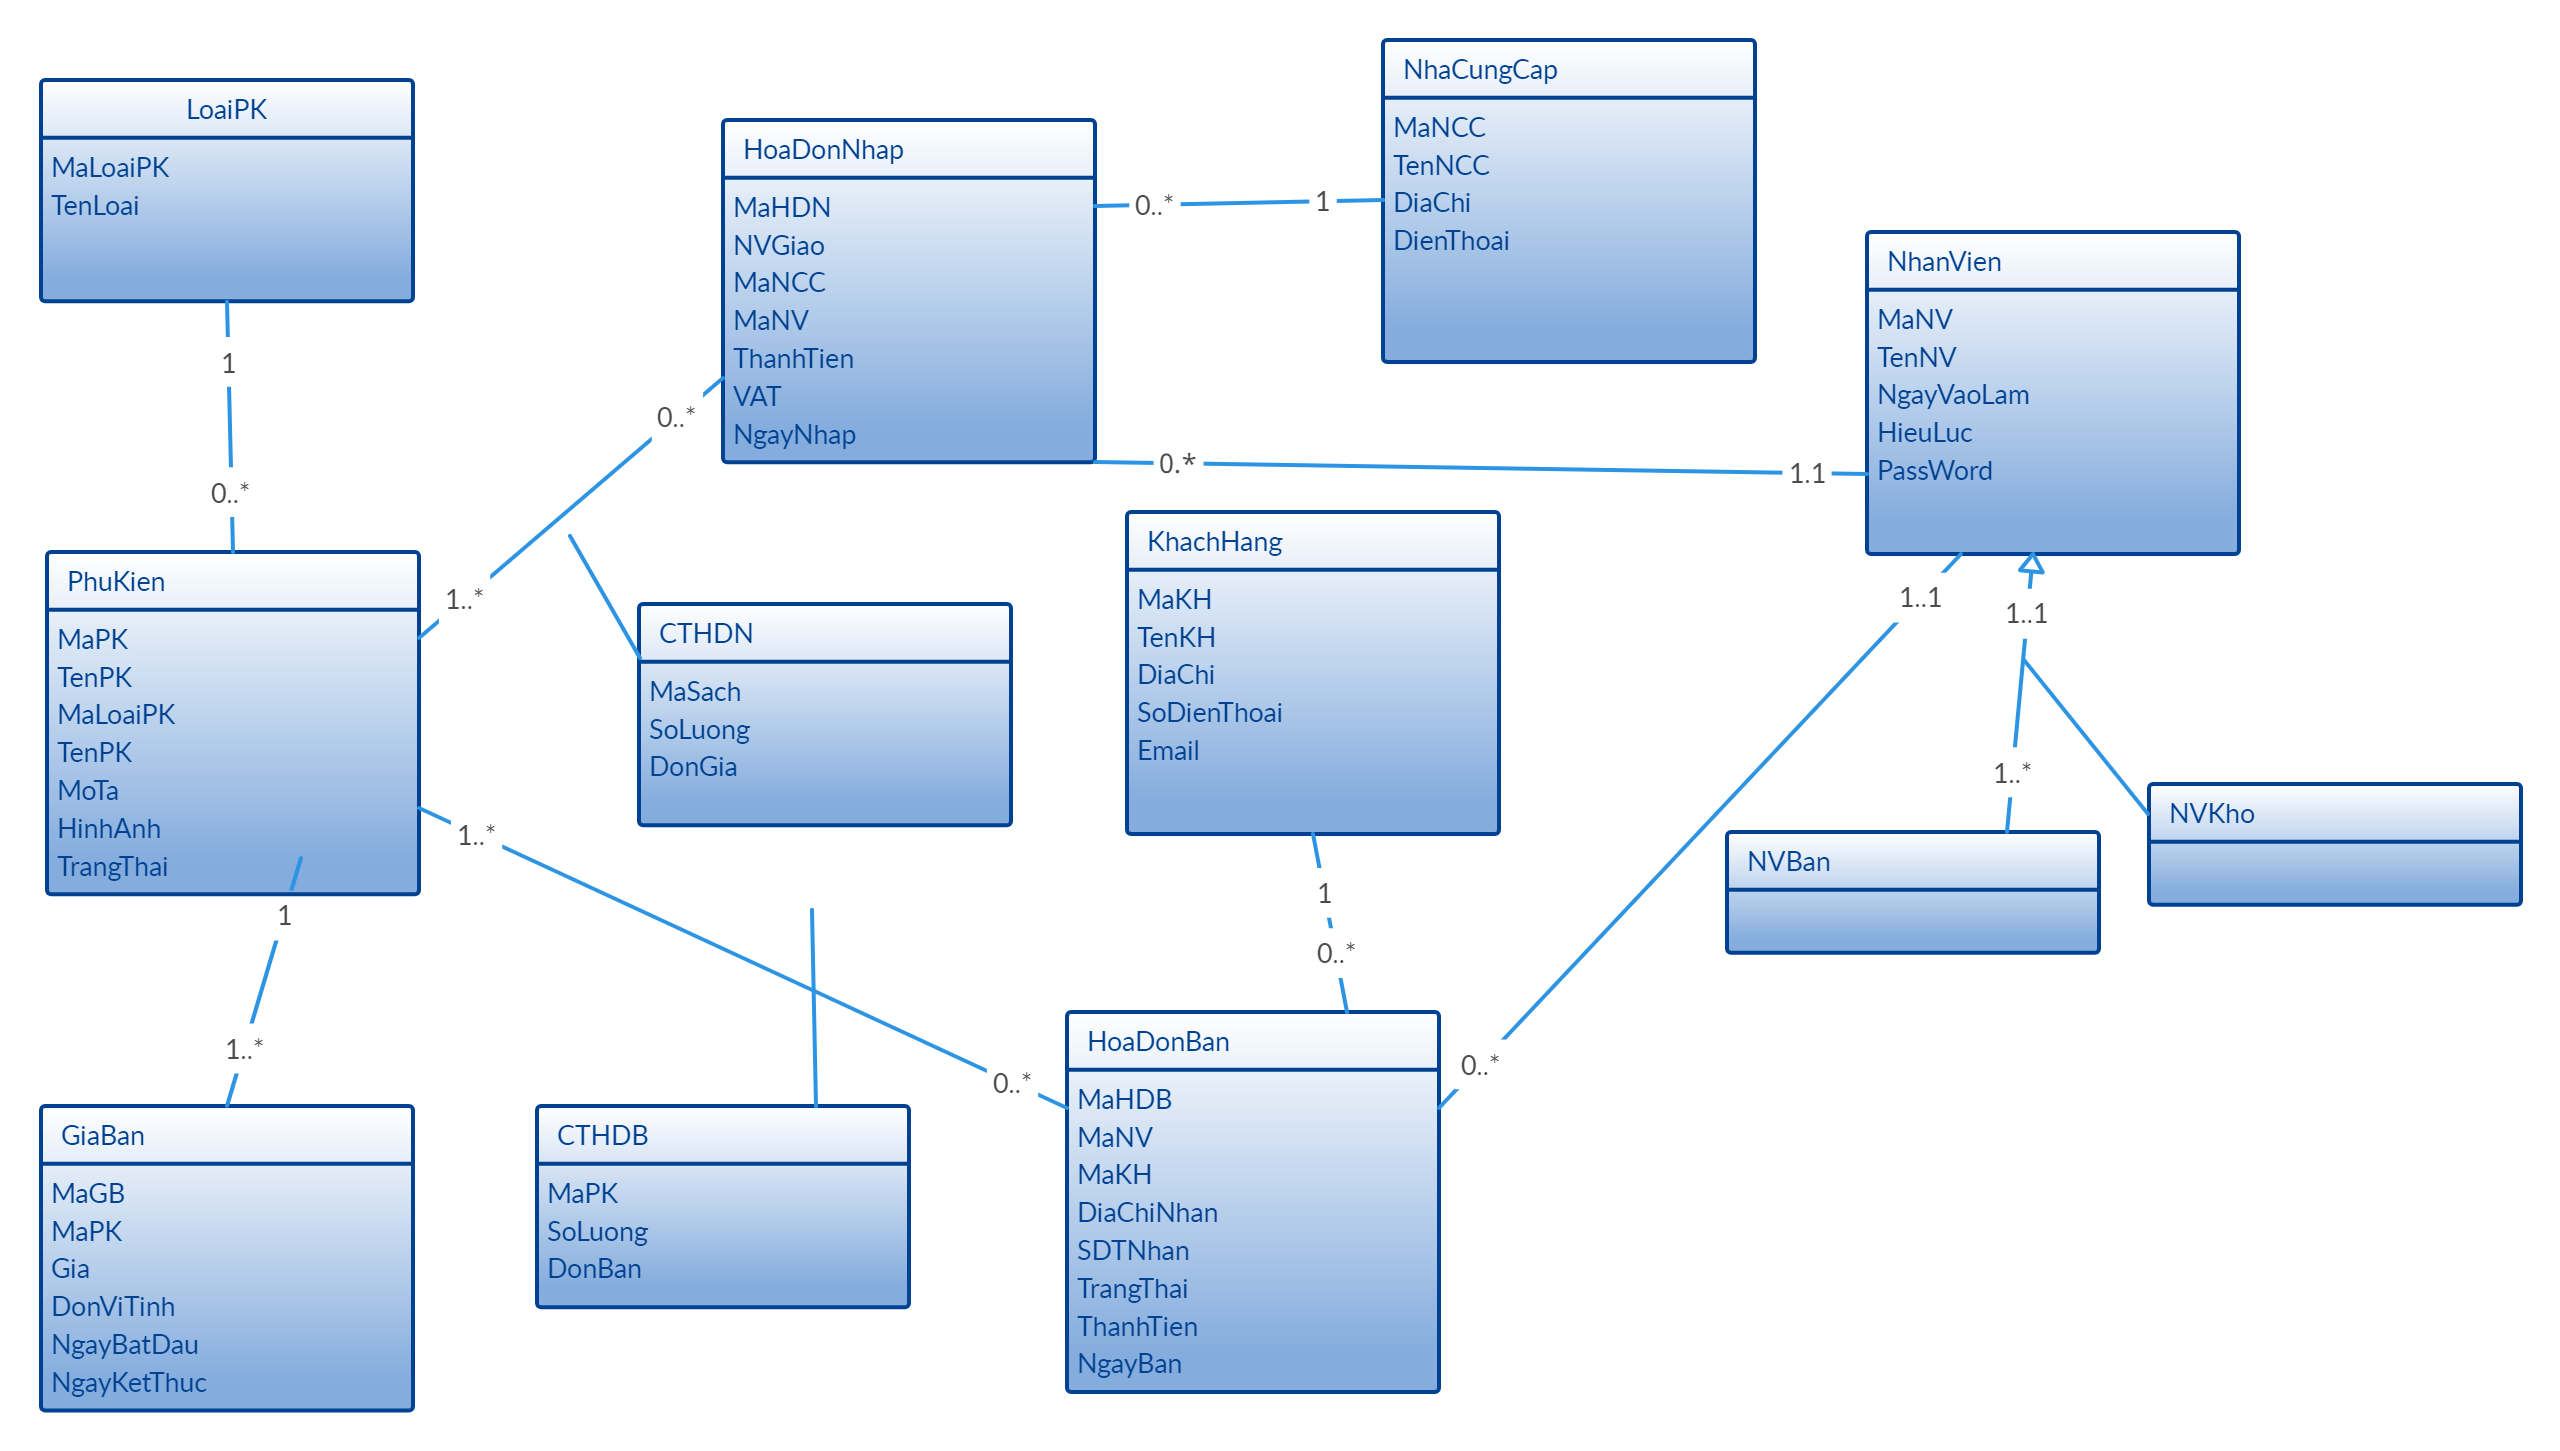 LoaiPK
MaLoaiPK
TenLoai
HoaDonNhap
MaHDN
NVGiao
MaNCC
MaNV
ThanhTien
VAT
NgayNhap
NhaCungCap
MaNCC
TenNCC
DiaChi
DienThoai
NhanVien
MaNV
TenNV
NgayVaoLam
HieuLuc
PassWord
0..*
1
1
0..*
0..*
1..*
0.*
1.1
PhuKien
MaPK
TenPK
MaLoaiPK
TenPK
MoTa
HinhAnh
TrangThai
CTHDN
MaSach
SoLuong
DonGia
KhachHang
MaKH
TenKH
DiaChi
SoDienThoai
Email
1..1
1..1
1..*
NVBan
NVKho
1..*
0..*
1
0..*
0..*
1
1..*
GiaBan
MaGB
MaPK
Gia
DonViTinh
NgayBatDau
NgayKetThuc
CTHDB
MaPK
SoLuong
DonBan
HoaDonBan
MaHDB
MaNV
MaKH
DiaChiNhan
SDTNhan
TrangThai
ThanhTien
NgayBan